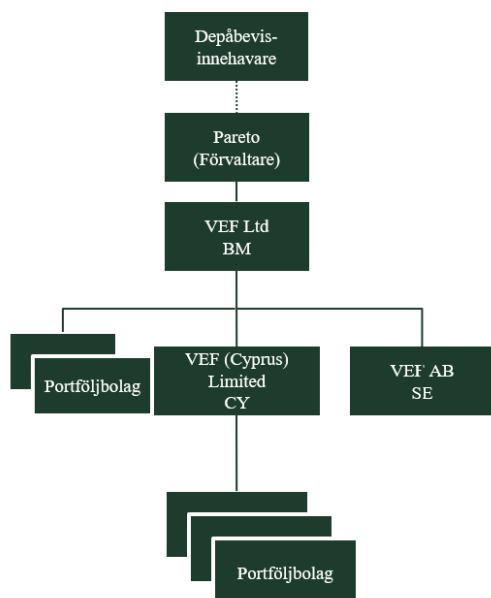 Depåbevis-
innehavare
Pareto
(Förvaltare)
VEF Ltd
BM
Portföljbolag
VEF (Cyprus)
Limited
CY
VEF AB
SE
Portföljbolag